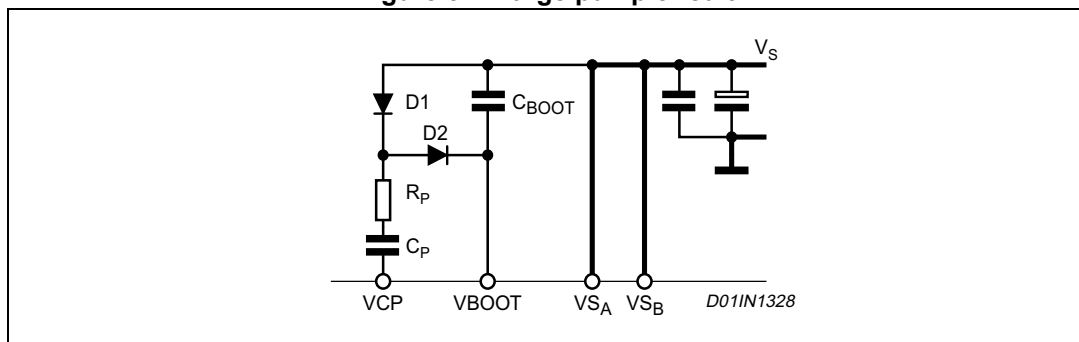 V_S
D1
C_BOOT
D2
R_P
C_P
VCP VBOOT VS_A VS_B D01IN1328